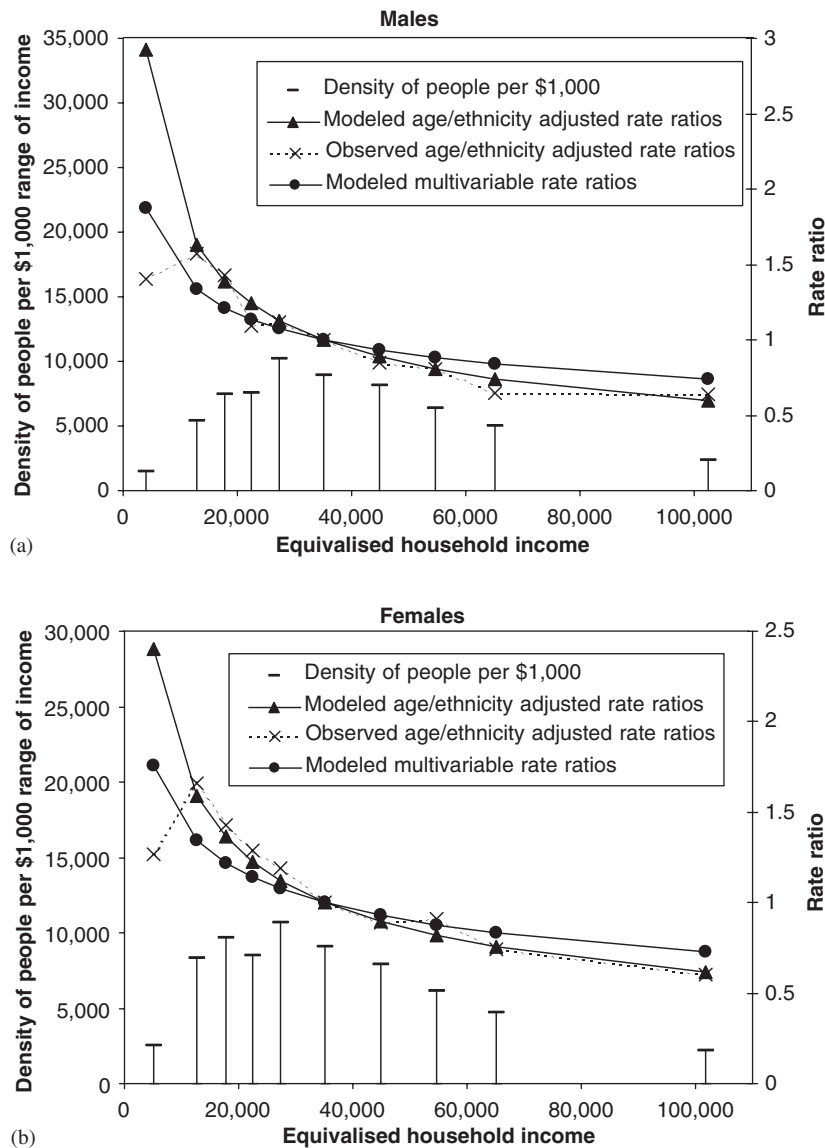 Males
35,000
30,000
25,000
20,000
15,000
10,000
5,000
0
Density of people per $1,000 range of income
Density of people per $1,000
Modeled age/ethnicity adjusted rate ratios
Observed age/ethnicity adjusted rate ratios
Modeled multivariable rate ratios
3
2.5
2
1.5
1
0.5
0
Rate ratio
0 20,000 40,000 60,000 80,000 100,000
Equivalised household income
(a)
Females
30,000
25,000
20,000
15,000
10,000
5,000
0
Density of people per $1,000 range of income
Density of people per $1,000
Modeled age/ethnicity adjusted rate ratios
Observed age/ethnicity adjusted rate ratios
Modeled multivariable rate ratios
2.5
2
1.5
1
0.5
0
Rate ratio
0 20,000 40,000 60,000 80,000 100,000
Equivalised household income
(b)